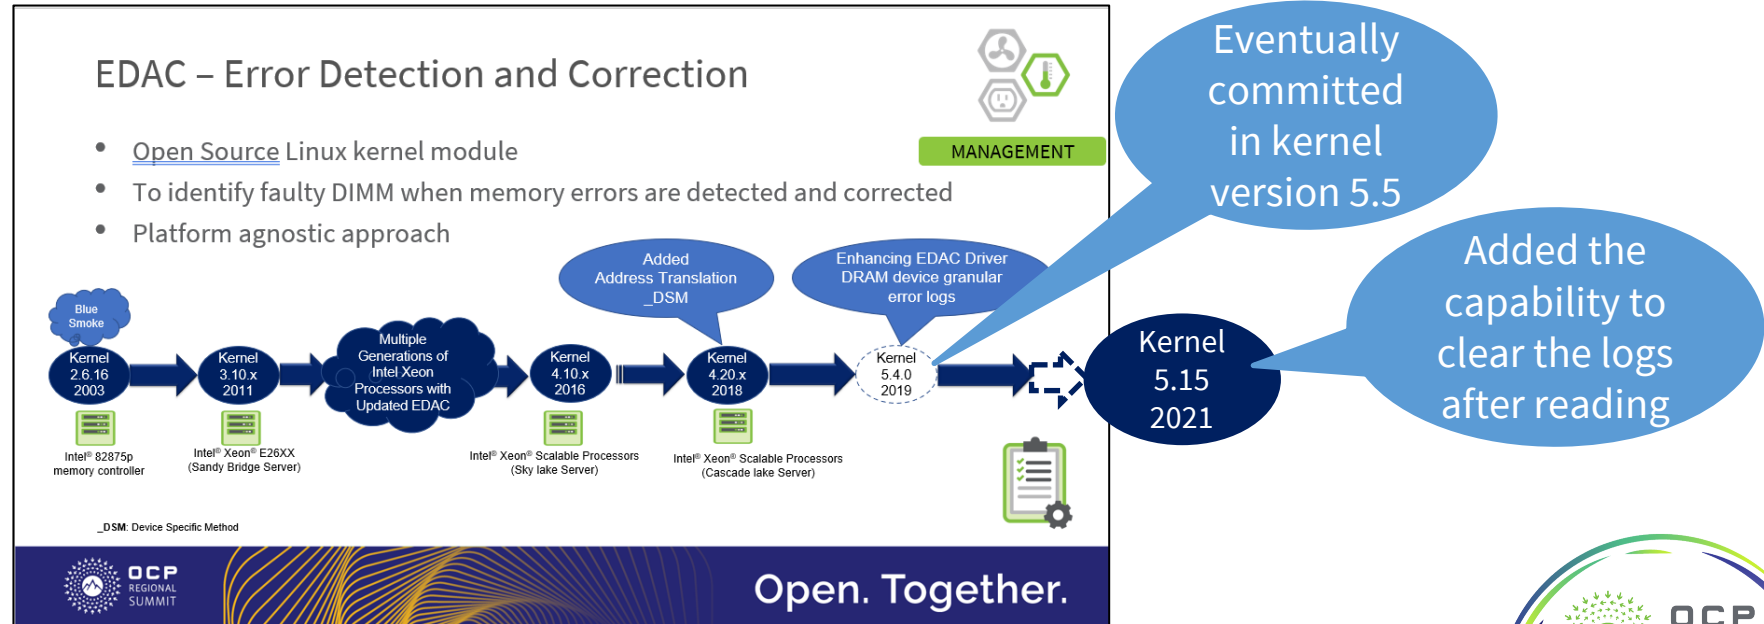 EDAC – Error Detection and Correction
• Open Source Linux kernel module
• To identify faulty DIMM when memory errors are detected and corrected
• Platform agnostic approach
MANAGEMENT
Eventually
committed
in kernel
version 5.5
Added the
capability to
clear the logs
after reading
Added
Address Translation
_DSM
Enhancing EDAC Driver
DRAM device granular
error logs
Blue
Smoke
Kernel
2.6.16
2003
Kernel
3.10.x
2011
Multiple
Generations of
Intel Xeon
Processors with
Updated EDAC
Kernel
4.10.x
2016
Kernel
4.20.x
2018
Kernel
5.4.0
2019
Kernel
5.15
2021
Intel® 82875p
memory controller
Intel® Xeon® E26XX
(Sandy Bridge Server)
Intel® Xeon® Scalable Processors
(Sky lake Server)
Intel® Xeon® Scalable Processors
(Cascade lake Server)
_DSM: Device Specific Method
OCP
REGIONAL
SUMMIT
Open. Together.
OCP